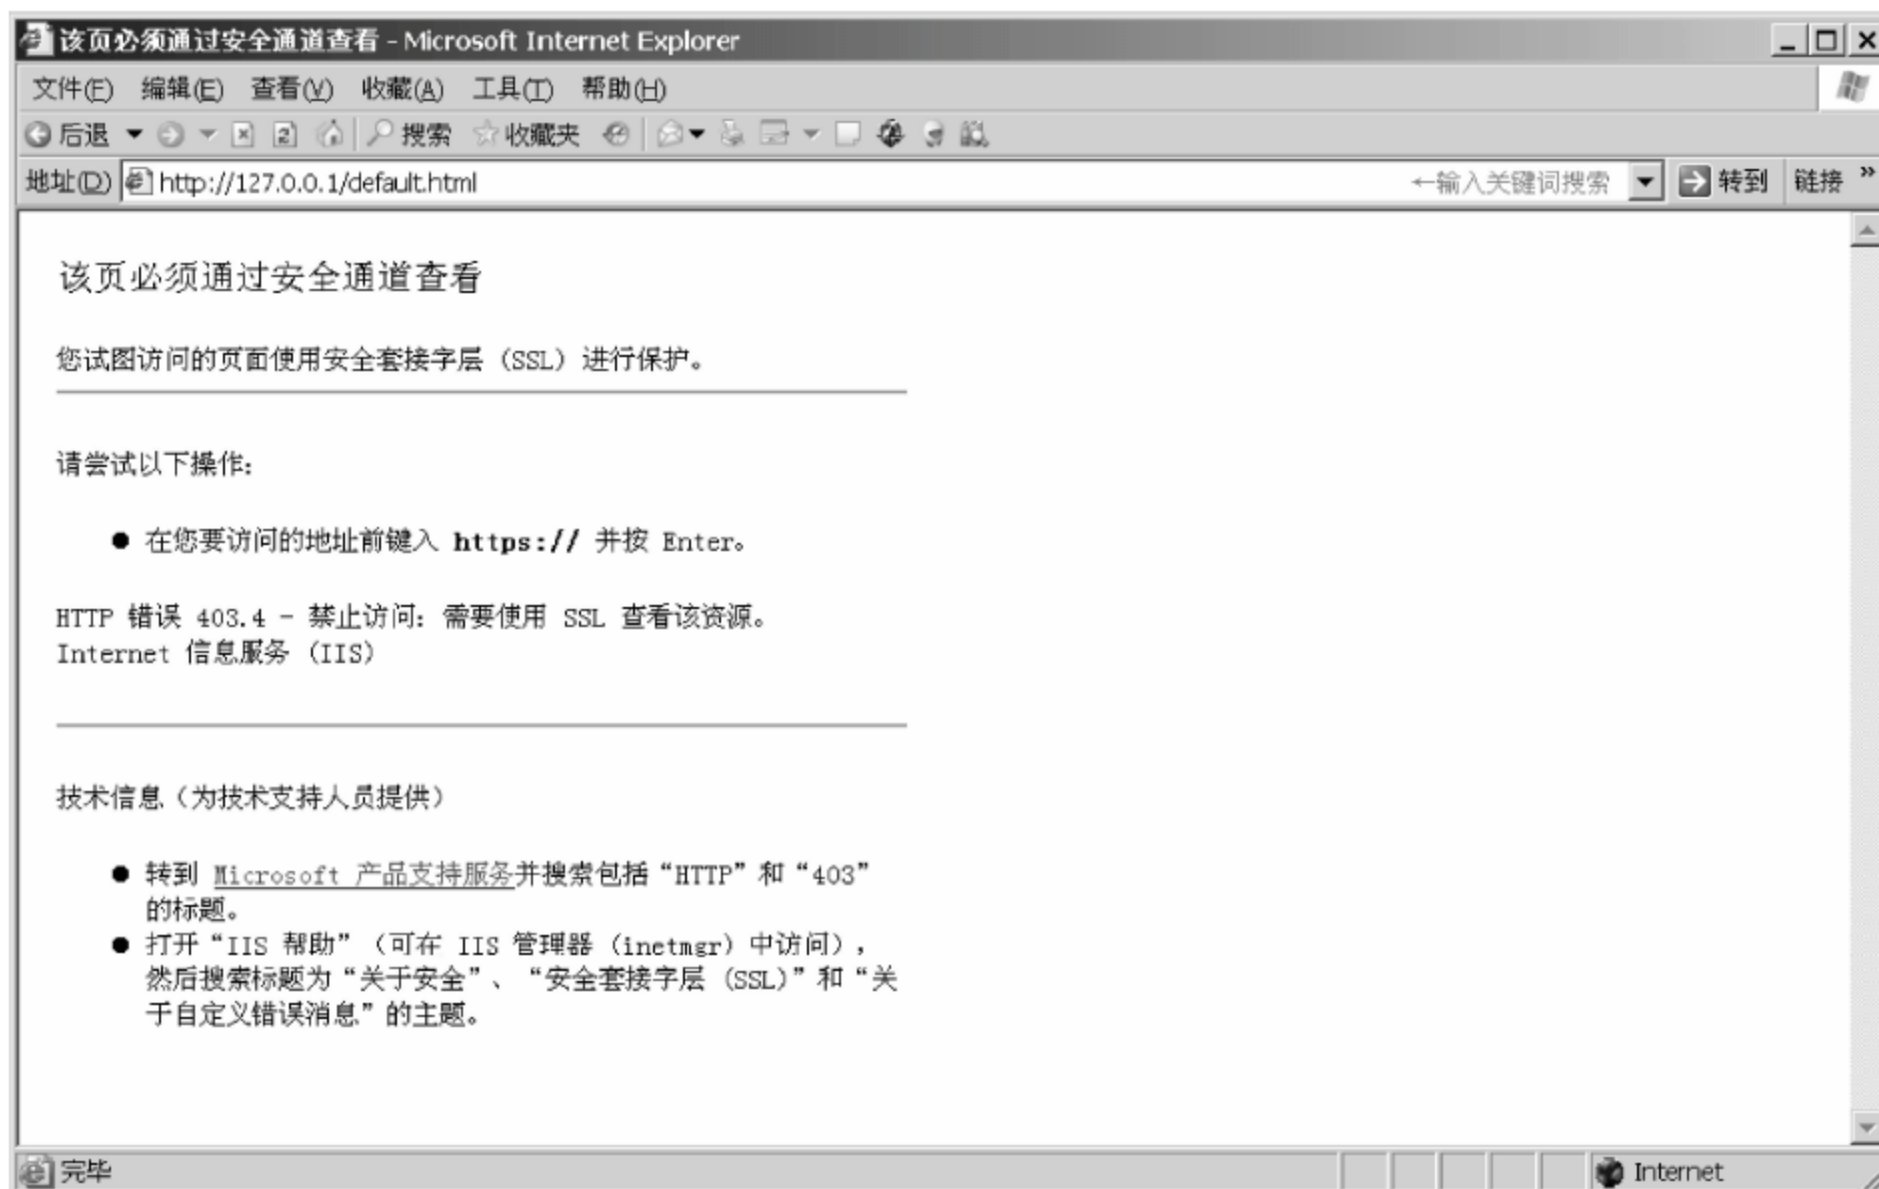 该页必须通过安全通道查看 - Microsoft Internet Explorer
文件(F) 编辑(E) 查看(V) 收藏(A) 工具(T) 帮助(H)
后退 搜索 收藏夹
地址(D) http://127.0.0.1/default.html ←输入关键词搜索 转到 链接 »
该页必须通过安全通道查看
您试图访问的页面使用安全套接字层 (SSL) 进行保护。
请尝试以下操作:
● 在您要访问的地址前键入 https:// 并按 Enter。
HTTP 错误 403.4 - 禁止访问: 需要使用 SSL 查看该资源。
Internet 信息服务 (IIS)
技术信息（为技术支持人员提供）
● 转到 Microsoft 产品支持服务并搜索包括“HTTP”和“403”
的标题。
● 打开“IIS 帮助”（可在 IIS 管理器 (inetmgr) 中访问），
然后搜索标题为“关于安全”、“安全套接字层 (SSL)”和“关
于自定义错误消息”的主题。
完毕 Internet